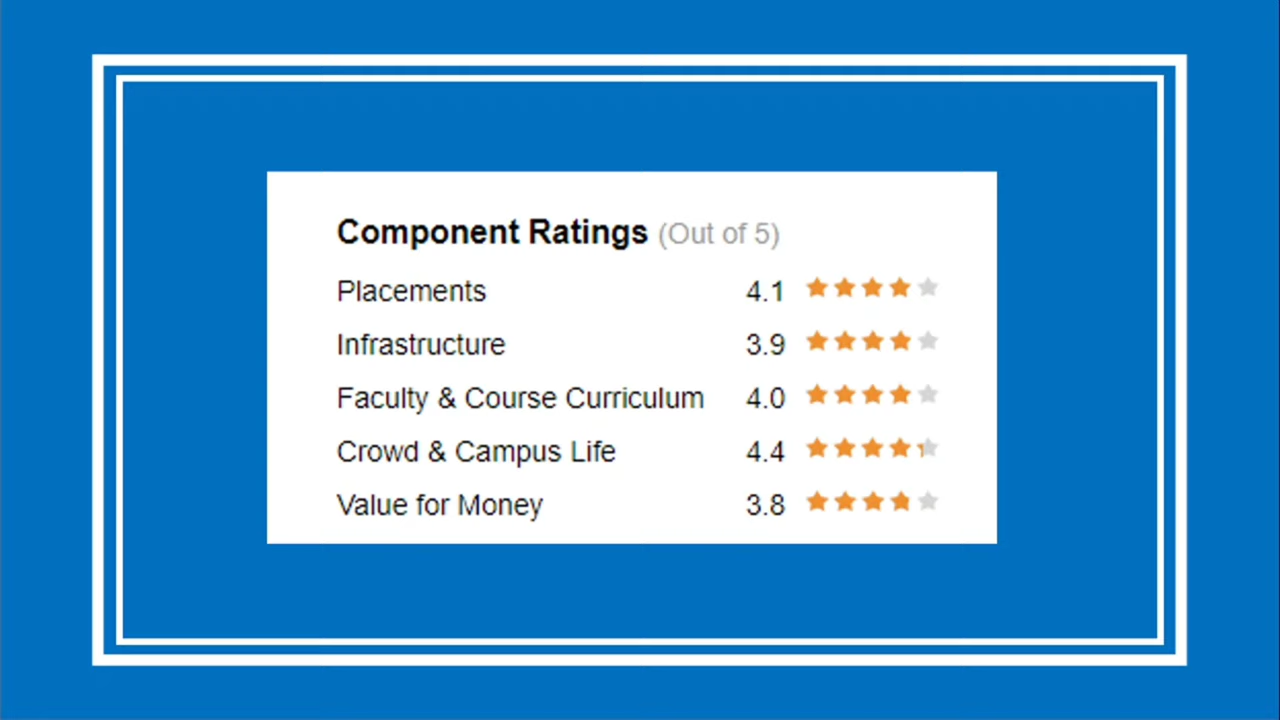 Component Ratings (Out of 5)
Placements 4.1
Infrastructure 3.9
Faculty & Course Curriculum 4.0
Crowd & Campus Life 4.4
Value for Money 3.8